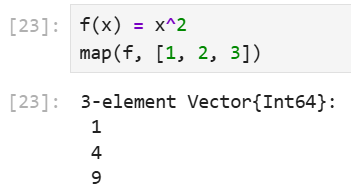 [23]: f(x) = x^2
map(f, [1, 2, 3])
[23]: 3-element Vector{Int64}:
1
4
9